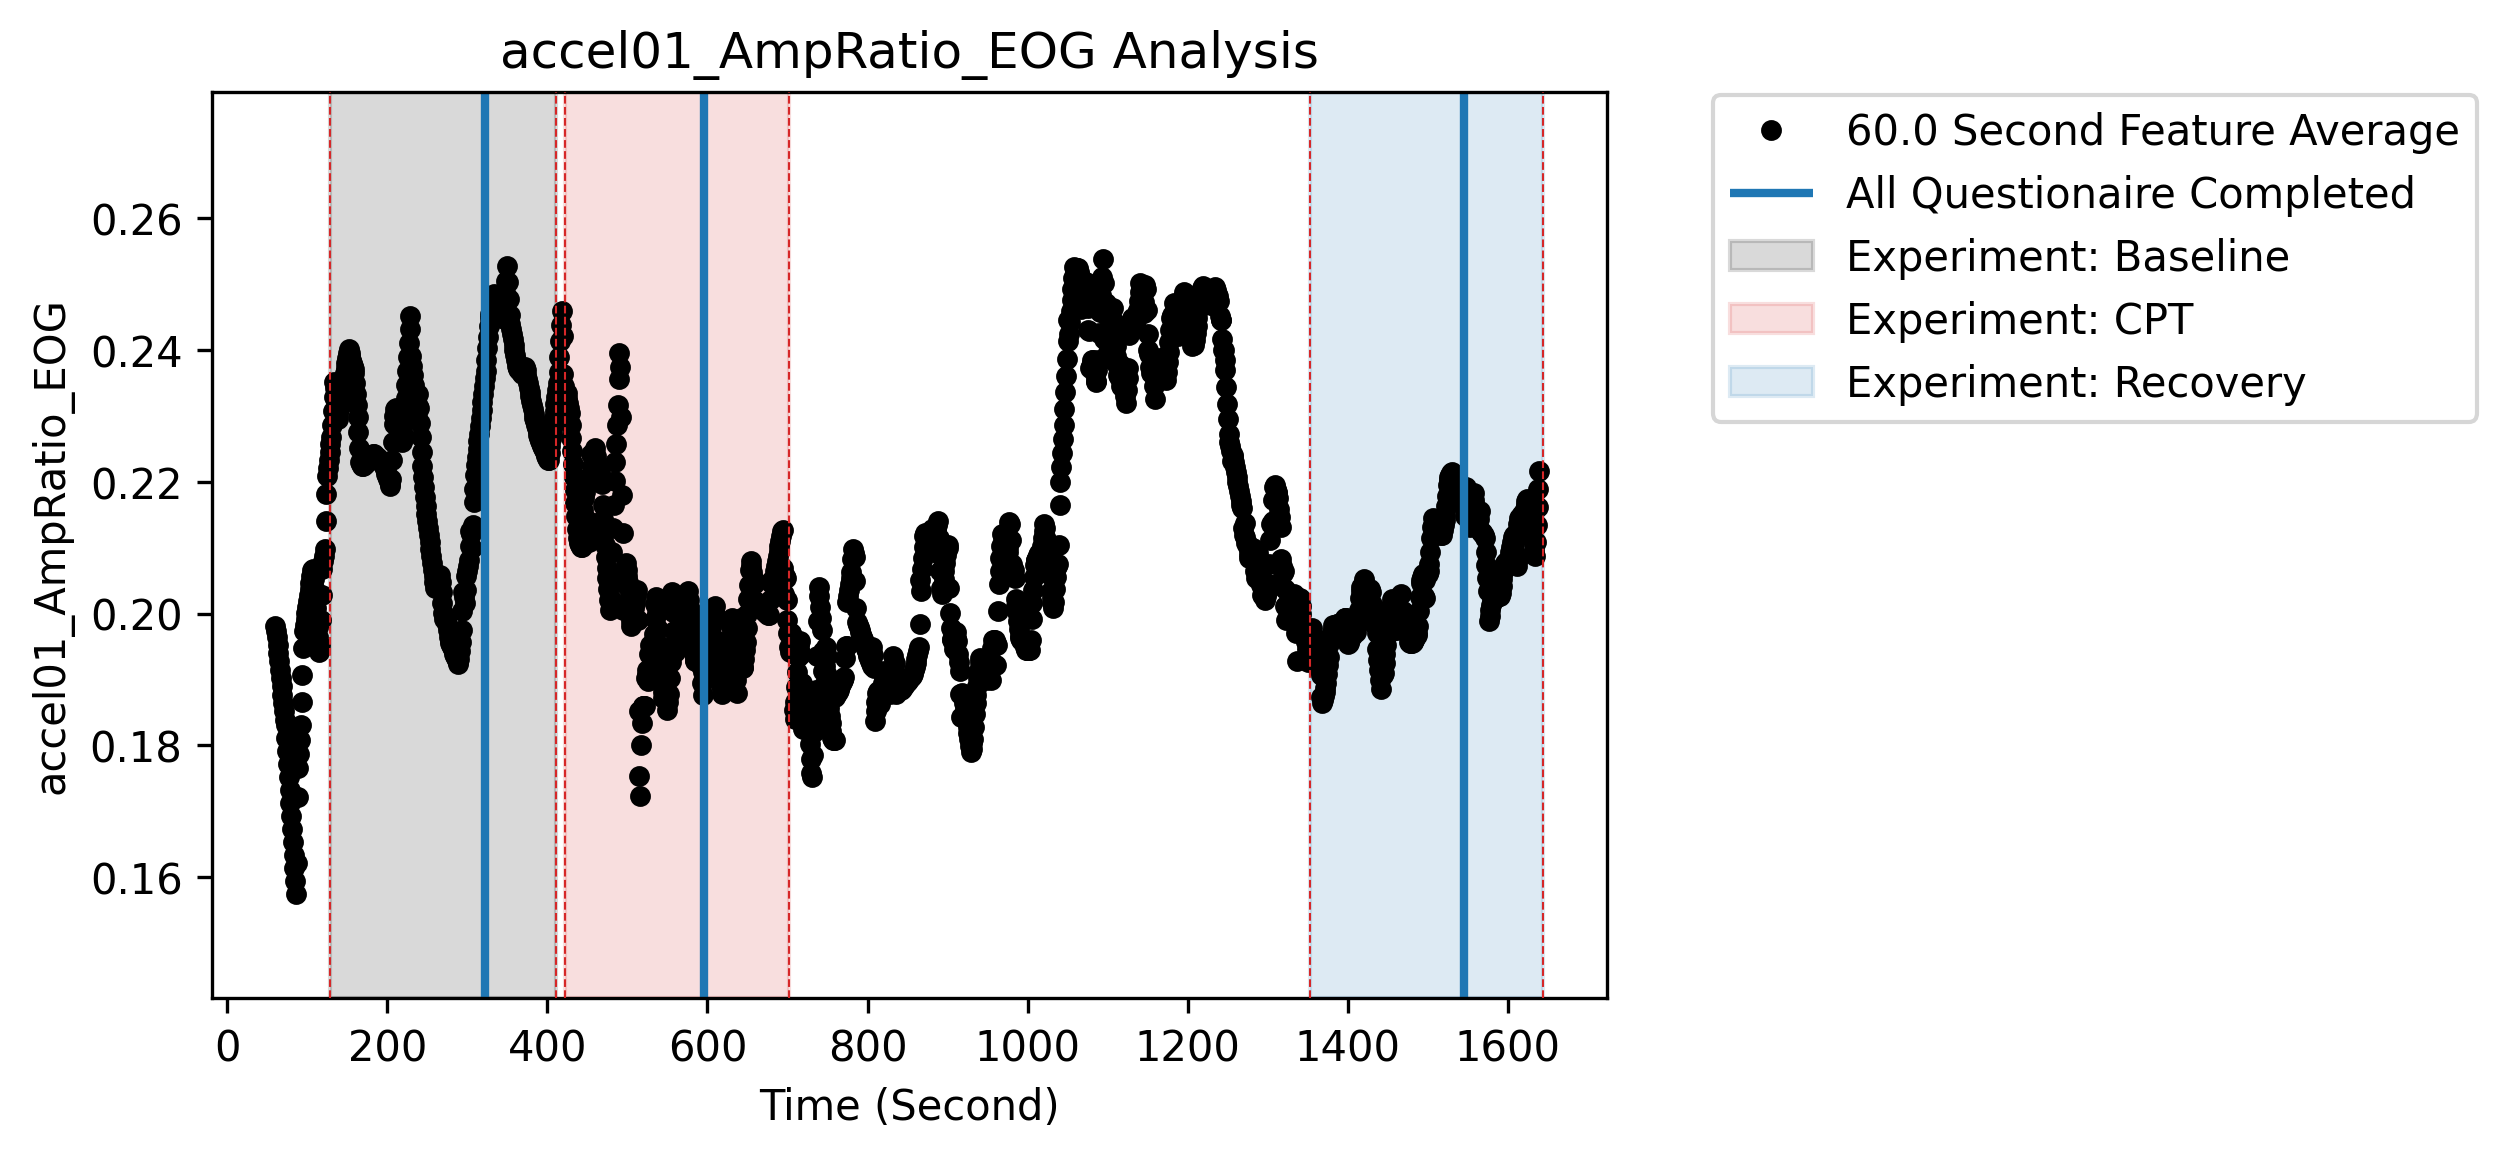 accel01_AmpRatio_EOG Analysis
accel01_AmpRatio_EOG
0.26
0.24
0.22
0.20
0.18
0.16
0 200 400 600 800 1000 1200 1400 1600
Time (Second)
60.0 Second Feature Average
All Questionaire Completed
Experiment: Baseline
Experiment: CPT
Experiment: Recovery